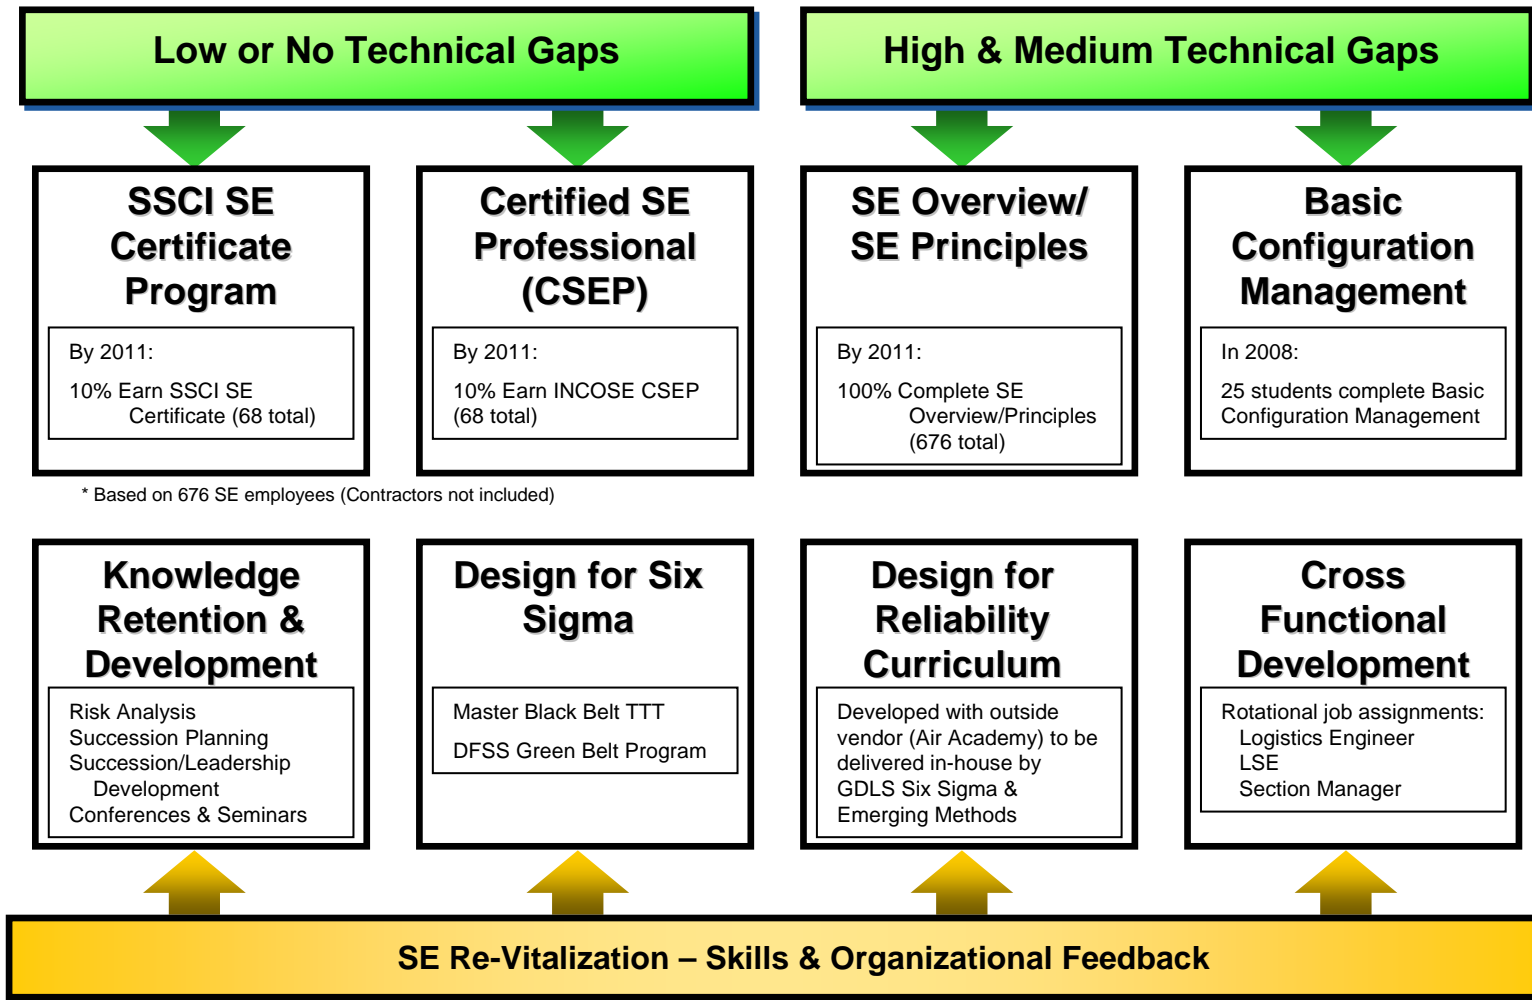 Low or No Technical Gaps
High & Medium Technical Gaps
SSCI SE
Certificate
Program
By 2011:
10% Earn SSCI SE
Certificate (68 total)
Certified SE
Professional
(CSEP)
By 2011:
10% Earn INCOSE CSEP
(68 total)
SE Overview/
SE Principles
By 2011:
100% Complete SE
Overview/Principles
(676 total)
Basic
Configuration
Management
In 2008:
25 students complete Basic
Configuration Management
* Based on 676 SE employees (Contractors not included)
Knowledge
Retention &
Development
Risk Analysis
Succession Planning
Succession/Leadership
Development
Conferences & Seminars
Design for Six
Sigma
Master Black Belt TTT
DFSS Green Belt Program
Design for
Reliability
Curriculum
Developed with outside
vendor (Air Academy) to be
delivered in-house by
GDLS Six Sigma &
Emerging Methods
Cross
Functional
Development
Rotational job assignments:
Logistics Engineer
LSE
Section Manager
SE Re-Vitalization – Skills & Organizational Feedback